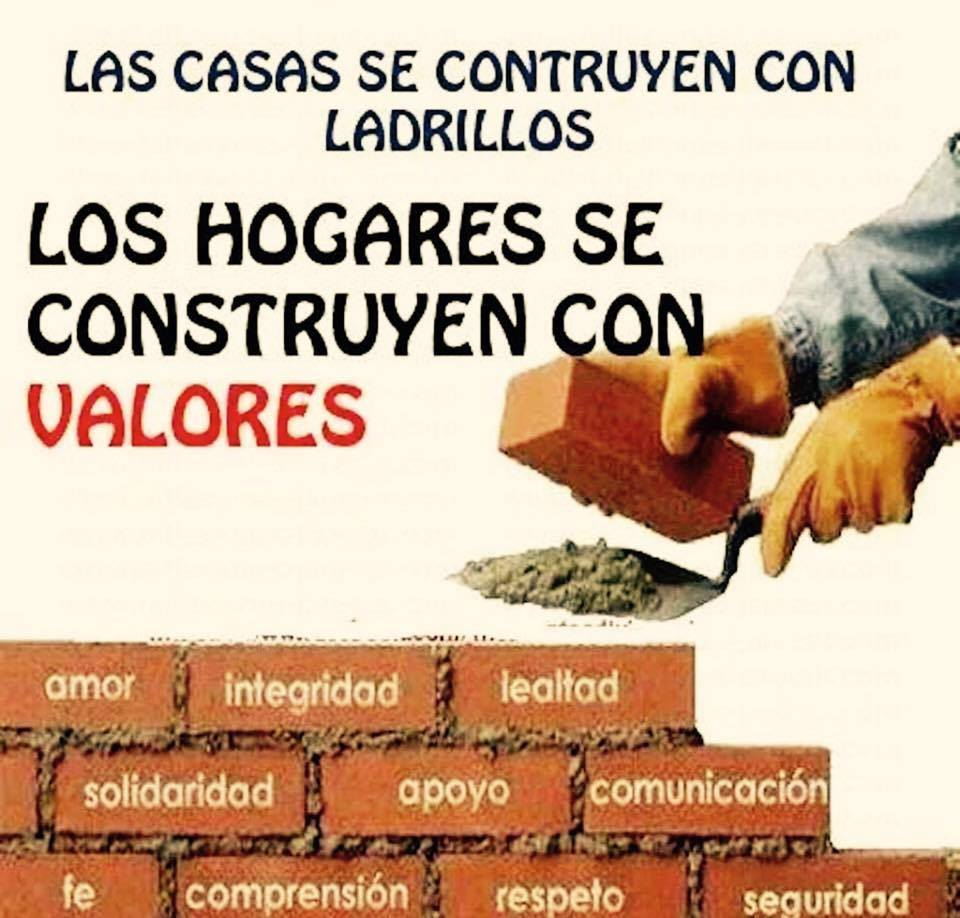 LAS CASAS SE CONTRUYEN CON
LADRILLOS
LOS HOGARES SE
CONSTRUYEN CON
VALORES
amor integridad lealtad
solidaridad apoyo comunicación
fe comprensión respeto seguridad